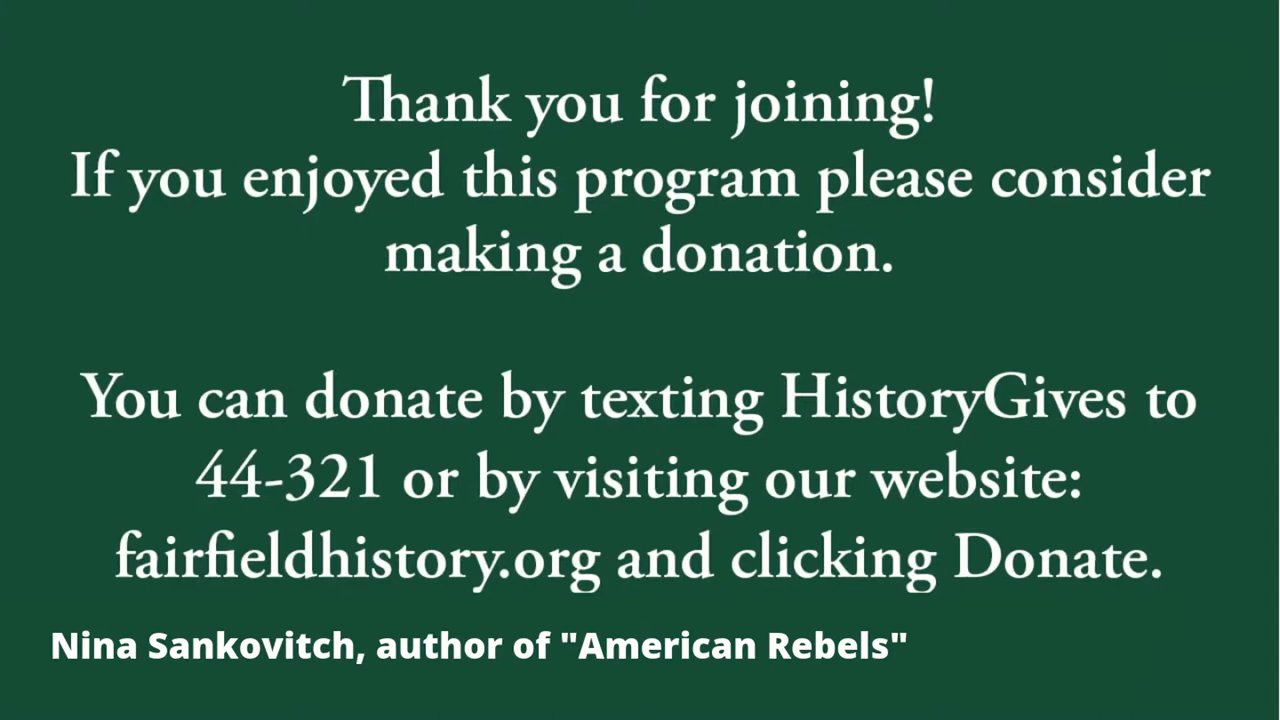 Thank you for joining!
If you enjoyed this program please consider
making a donation.
You can donate by texting HistoryGives to
44-321 or by visiting our website:
fairfieldhistory.org and clicking Donate.
Nina Sankovitch, author of "American Rebels"